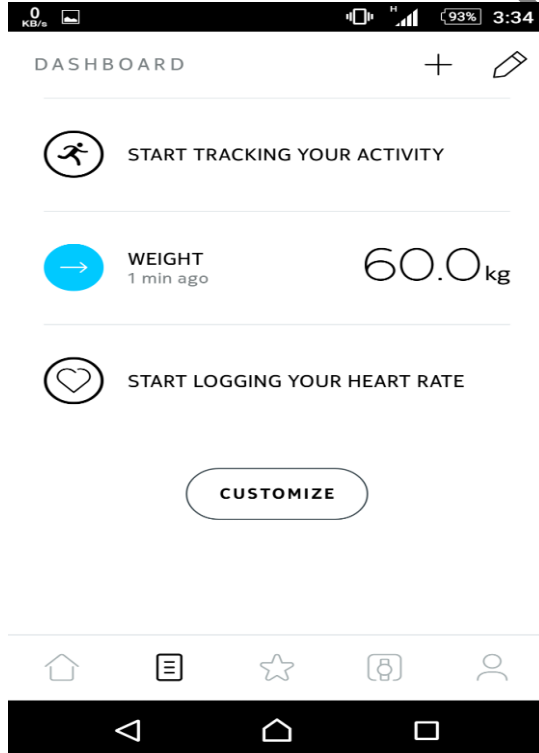 0
KB/s
H
93%
3:34
DASHBOARD
START TRACKING YOUR ACTIVITY
WEIGHT
1 min ago
60.0kg
START LOGGING YOUR HEART RATE
CUSTOMIZE